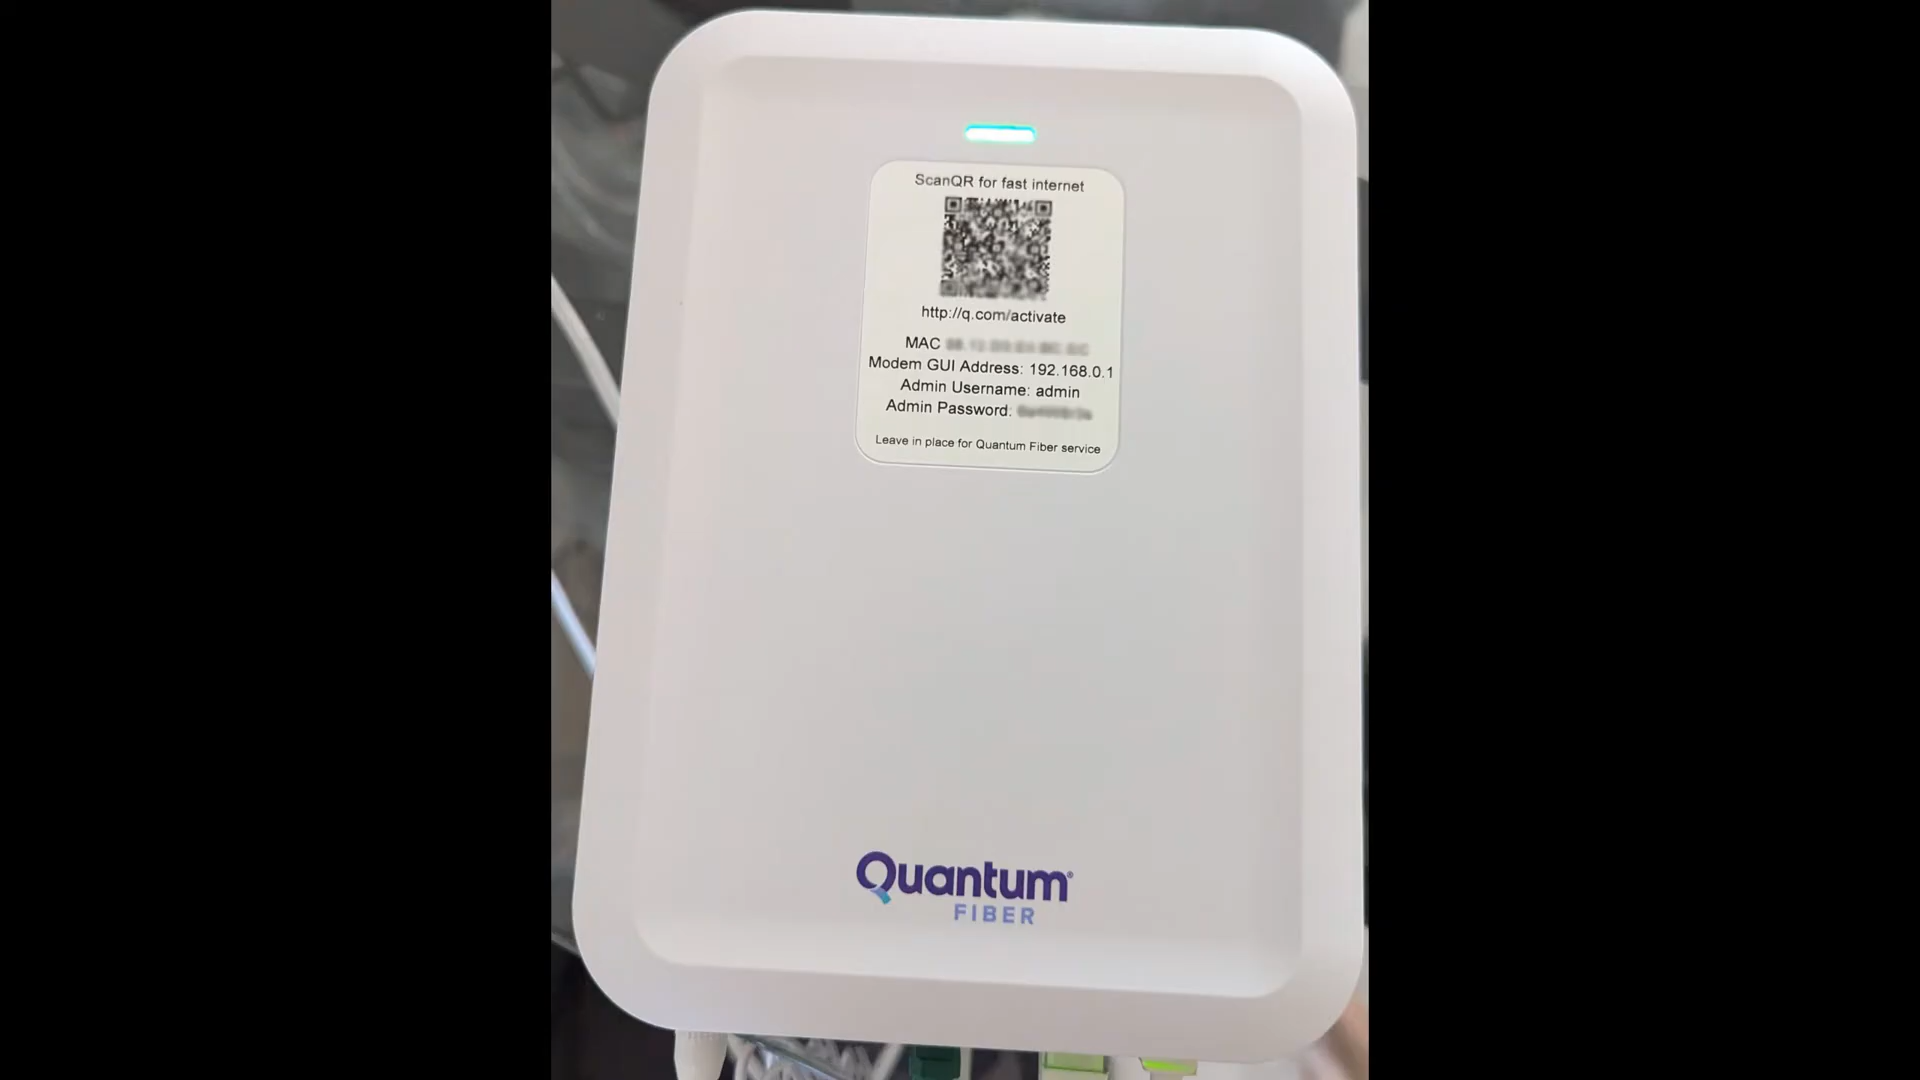 ScanQR for fast internet
http://q.com/activate
MAC
Modem GUI Address: 192.168.0.1
Admin Username: admin
Admin Password:
Leave in place for Quantum Fiber service
Quantum®
FIBER